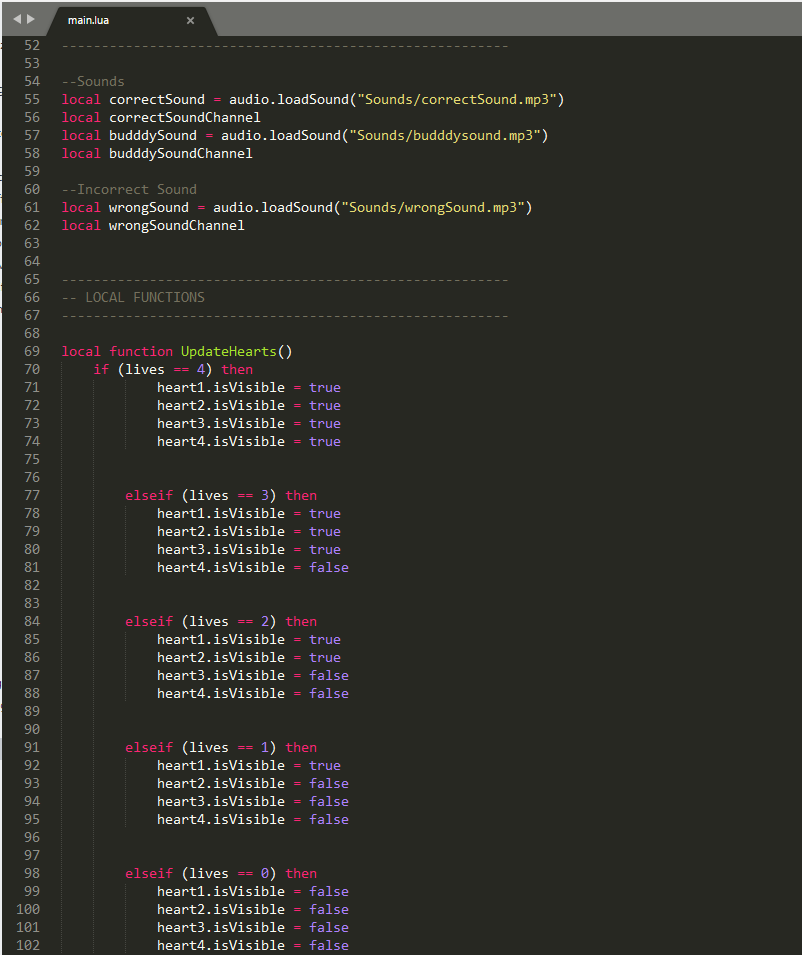 main.lua ×
52 --------------------------------------------------------
53
54 --Sounds
55 local correctSound = audio.loadSound("Sounds/correctSound.mp3")
56 local correctSoundChannel
57 local budddySound = audio.loadSound("Sounds/budddysound.mp3")
58 local budddySoundChannel
59
60 --Incorrect Sound
61 local wrongSound = audio.loadSound("Sounds/wrongSound.mp3")
62 local wrongSoundChannel
63
64
65 --------------------------------------------------------
66 -- LOCAL FUNCTIONS
67 --------------------------------------------------------
68
69 local function UpdateHearts()
70     if (lives == 4) then
71             heart1.isVisible = true
72             heart2.isVisible = true
73             heart3.isVisible = true
74             heart4.isVisible = true
75
76
77         elseif (lives == 3) then
78             heart1.isVisible = true
79             heart2.isVisible = true
80             heart3.isVisible = true
81             heart4.isVisible = false
82
83
84         elseif (lives == 2) then
85             heart1.isVisible = true
86             heart2.isVisible = true
87             heart3.isVisible = false
88             heart4.isVisible = false
89
90
91         elseif (lives == 1) then
92             heart1.isVisible = true
93             heart2.isVisible = false
94             heart3.isVisible = false
95             heart4.isVisible = false
96
97
98         elseif (lives == 0) then
99             heart1.isVisible = false
100             heart2.isVisible = false
101             heart3.isVisible = false
102             heart4.isVisible = false